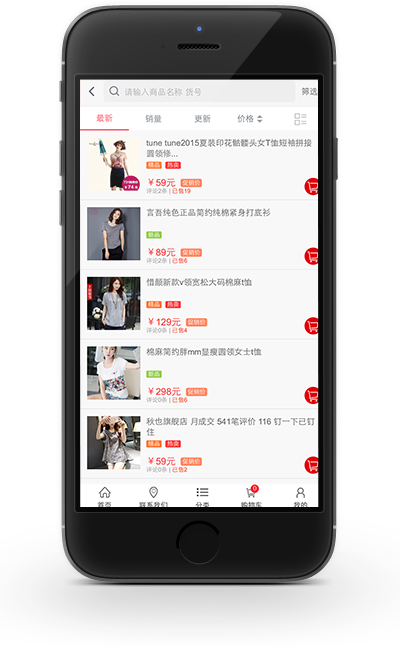 请输入商品名称 货号
筛选
最新
销量
更新
价格
tune tune2015夏装印花骷髅头女T恤短袖拼接
圆领修...
精品 热卖
￥59元 促销价
评论2条 | 已售19
言吾纯色正品简约纯棉紧身打底衫
新品
￥89元 促销价
评论0条 | 已售6
惜颜新款v领宽松大码棉麻t恤
精品 热卖
￥129元 促销价
评论0条 | 已售4
棉麻简约胖mm显瘦圆领女士t恤
新品
￥298元 促销价
评论0条 | 已售6
秋也旗舰店 月成交 541笔评价 116 钉一下已钉
住
精品 热卖
￥59元 促销价
评论0条 | 已售2
0
首页
联系我们
分类
购物车
我的